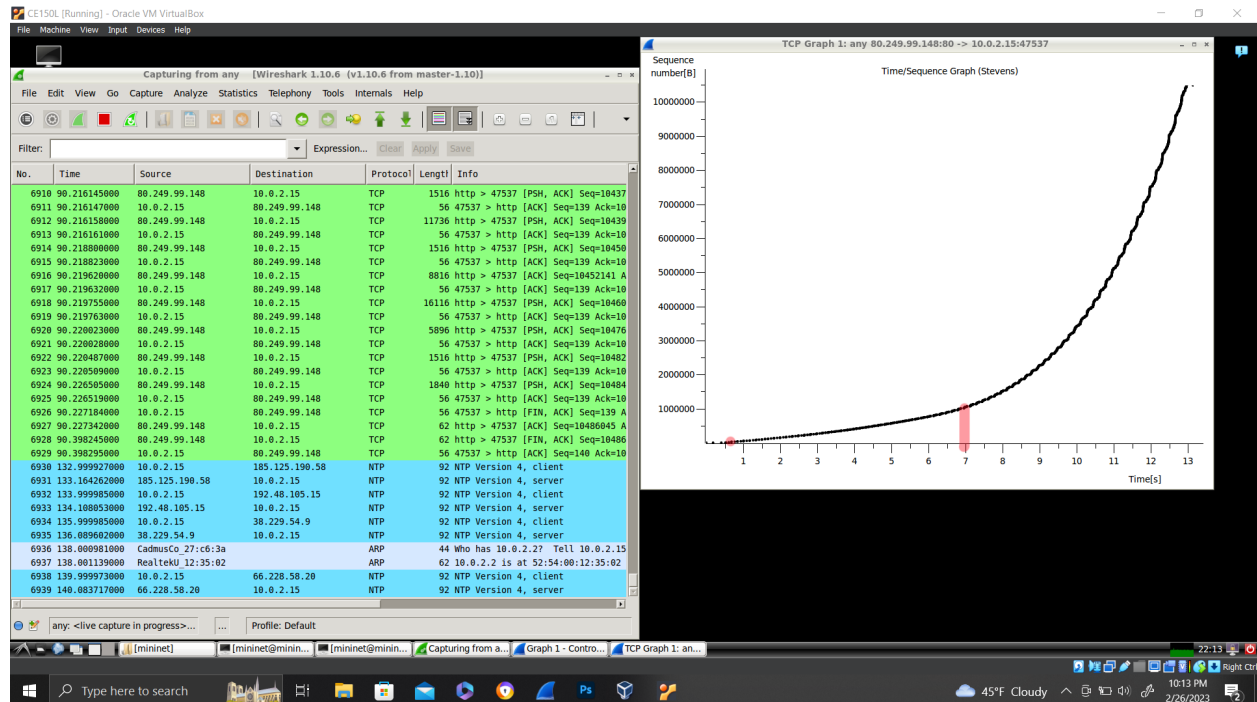 CE150L [Running] - Oracle VM VirtualBox
File Machine View Input Devices Help
Capturing from any [Wireshark 1.10.6 (v1.10.6 from master-1.10)]
File Edit View Go Capture Analyze Statistics Telephony Tools Internals Help
Filter: Expression... Clear Apply Save
No. Time Source Destination Protocol Length Info
6910 90.216145000 80.249.99.148 10.0.2.15 TCP 1516 http > 47537 [PSH, ACK] Seq=10437
6911 90.216147000 10.0.2.15 80.249.99.148 TCP 56 47537 > http [ACK] Seq=139 Ack=10
6912 90.216158000 80.249.99.148 10.0.2.15 TCP 11736 http > 47537 [PSH, ACK] Seq=10439
6913 90.216161000 10.0.2.15 80.249.99.148 TCP 56 47537 > http [ACK] Seq=139 Ack=10
6914 90.218800000 80.249.99.148 10.0.2.15 TCP 1516 http > 47537 [PSH, ACK] Seq=10450
6915 90.218823000 10.0.2.15 80.249.99.148 TCP 56 47537 > http [ACK] Seq=139 Ack=10
6916 90.219620000 80.249.99.148 10.0.2.15 TCP 8816 http > 47537 [ACK] Seq=10452141 A
6917 90.219632000 10.0.2.15 80.249.99.148 TCP 56 47537 > http [ACK] Seq=139 Ack=10
6918 90.219755000 80.249.99.148 10.0.2.15 TCP 16116 http > 47537 [PSH, ACK] Seq=10460
6919 90.219763000 10.0.2.15 80.249.99.148 TCP 56 47537 > http [ACK] Seq=139 Ack=10
6920 90.220023000 80.249.99.148 10.0.2.15 TCP 5896 http > 47537 [PSH, ACK] Seq=10476
6921 90.220028000 10.0.2.15 80.249.99.148 TCP 56 47537 > http [ACK] Seq=139 Ack=10
6922 90.220487000 80.249.99.148 10.0.2.15 TCP 1516 http > 47537 [PSH, ACK] Seq=10482
6923 90.220509000 10.0.2.15 80.249.99.148 TCP 56 47537 > http [ACK] Seq=139 Ack=10
6924 90.226505000 80.249.99.148 10.0.2.15 TCP 1840 http > 47537 [PSH, ACK] Seq=10484
6925 90.226519000 10.0.2.15 80.249.99.148 TCP 56 47537 > http [ACK] Seq=139 Ack=10
6926 90.227184000 10.0.2.15 80.249.99.148 TCP 56 47537 > http [FIN, ACK] Seq=139 A
6927 90.227342000 80.249.99.148 10.0.2.15 TCP 62 http > 47537 [ACK] Seq=10486045 A
6928 90.398245000 80.249.99.148 10.0.2.15 TCP 62 http > 47537 [FIN, ACK] Seq=10486
6929 90.398295000 10.0.2.15 80.249.99.148 TCP 56 47537 > http [ACK] Seq=140 Ack=10
6930 132.999927000 10.0.2.15 185.125.190.58 NTP 92 NTP Version 4, client
6931 133.164262000 185.125.190.58 10.0.2.15 NTP 92 NTP Version 4, server
6932 133.999985000 10.0.2.15 192.48.105.15 NTP 92 NTP Version 4, client
6933 134.108053000 192.48.105.15 10.0.2.15 NTP 92 NTP Version 4, server
6934 135.999985000 10.0.2.15 38.229.54.9 NTP 92 NTP Version 4, client
6935 136.089602000 38.229.54.9 10.0.2.15 NTP 92 NTP Version 4, server
6936 138.000981000 CadmusCo_27:c6:3a ARP 44 Who has 10.0.2.2? Tell 10.0.2.15
6937 138.001139000 RealtekU_12:35:02 ARP 62 10.0.2.2 is at 52:54:00:12:35:02
6938 139.999973000 10.0.2.15 66.228.58.20 NTP 92 NTP Version 4, client
6939 140.083717000 66.228.58.20 10.0.2.15 NTP 92 NTP Version 4, server
any: <live capture in progress>... ... Profile: Default
TCP Graph 1: any 80.249.99.148:80 -> 10.0.2.15:47537
Sequence
number[B]
Time/Sequence Graph (Stevens)
10000000
9000000
8000000
7000000
6000000
5000000
4000000
3000000
2000000
1000000
1 2 3 4 5 6 7 8 9 10 11 12 13
Time[s]
[mininet] [mininet@minin... [mininet@minin... Capturing from a... Graph 1 - Contro... TCP Graph 1: an... 22:13
Right Ctrl
Type here to search Ps 45°F Cloudy 10:13 PM
2/26/2023